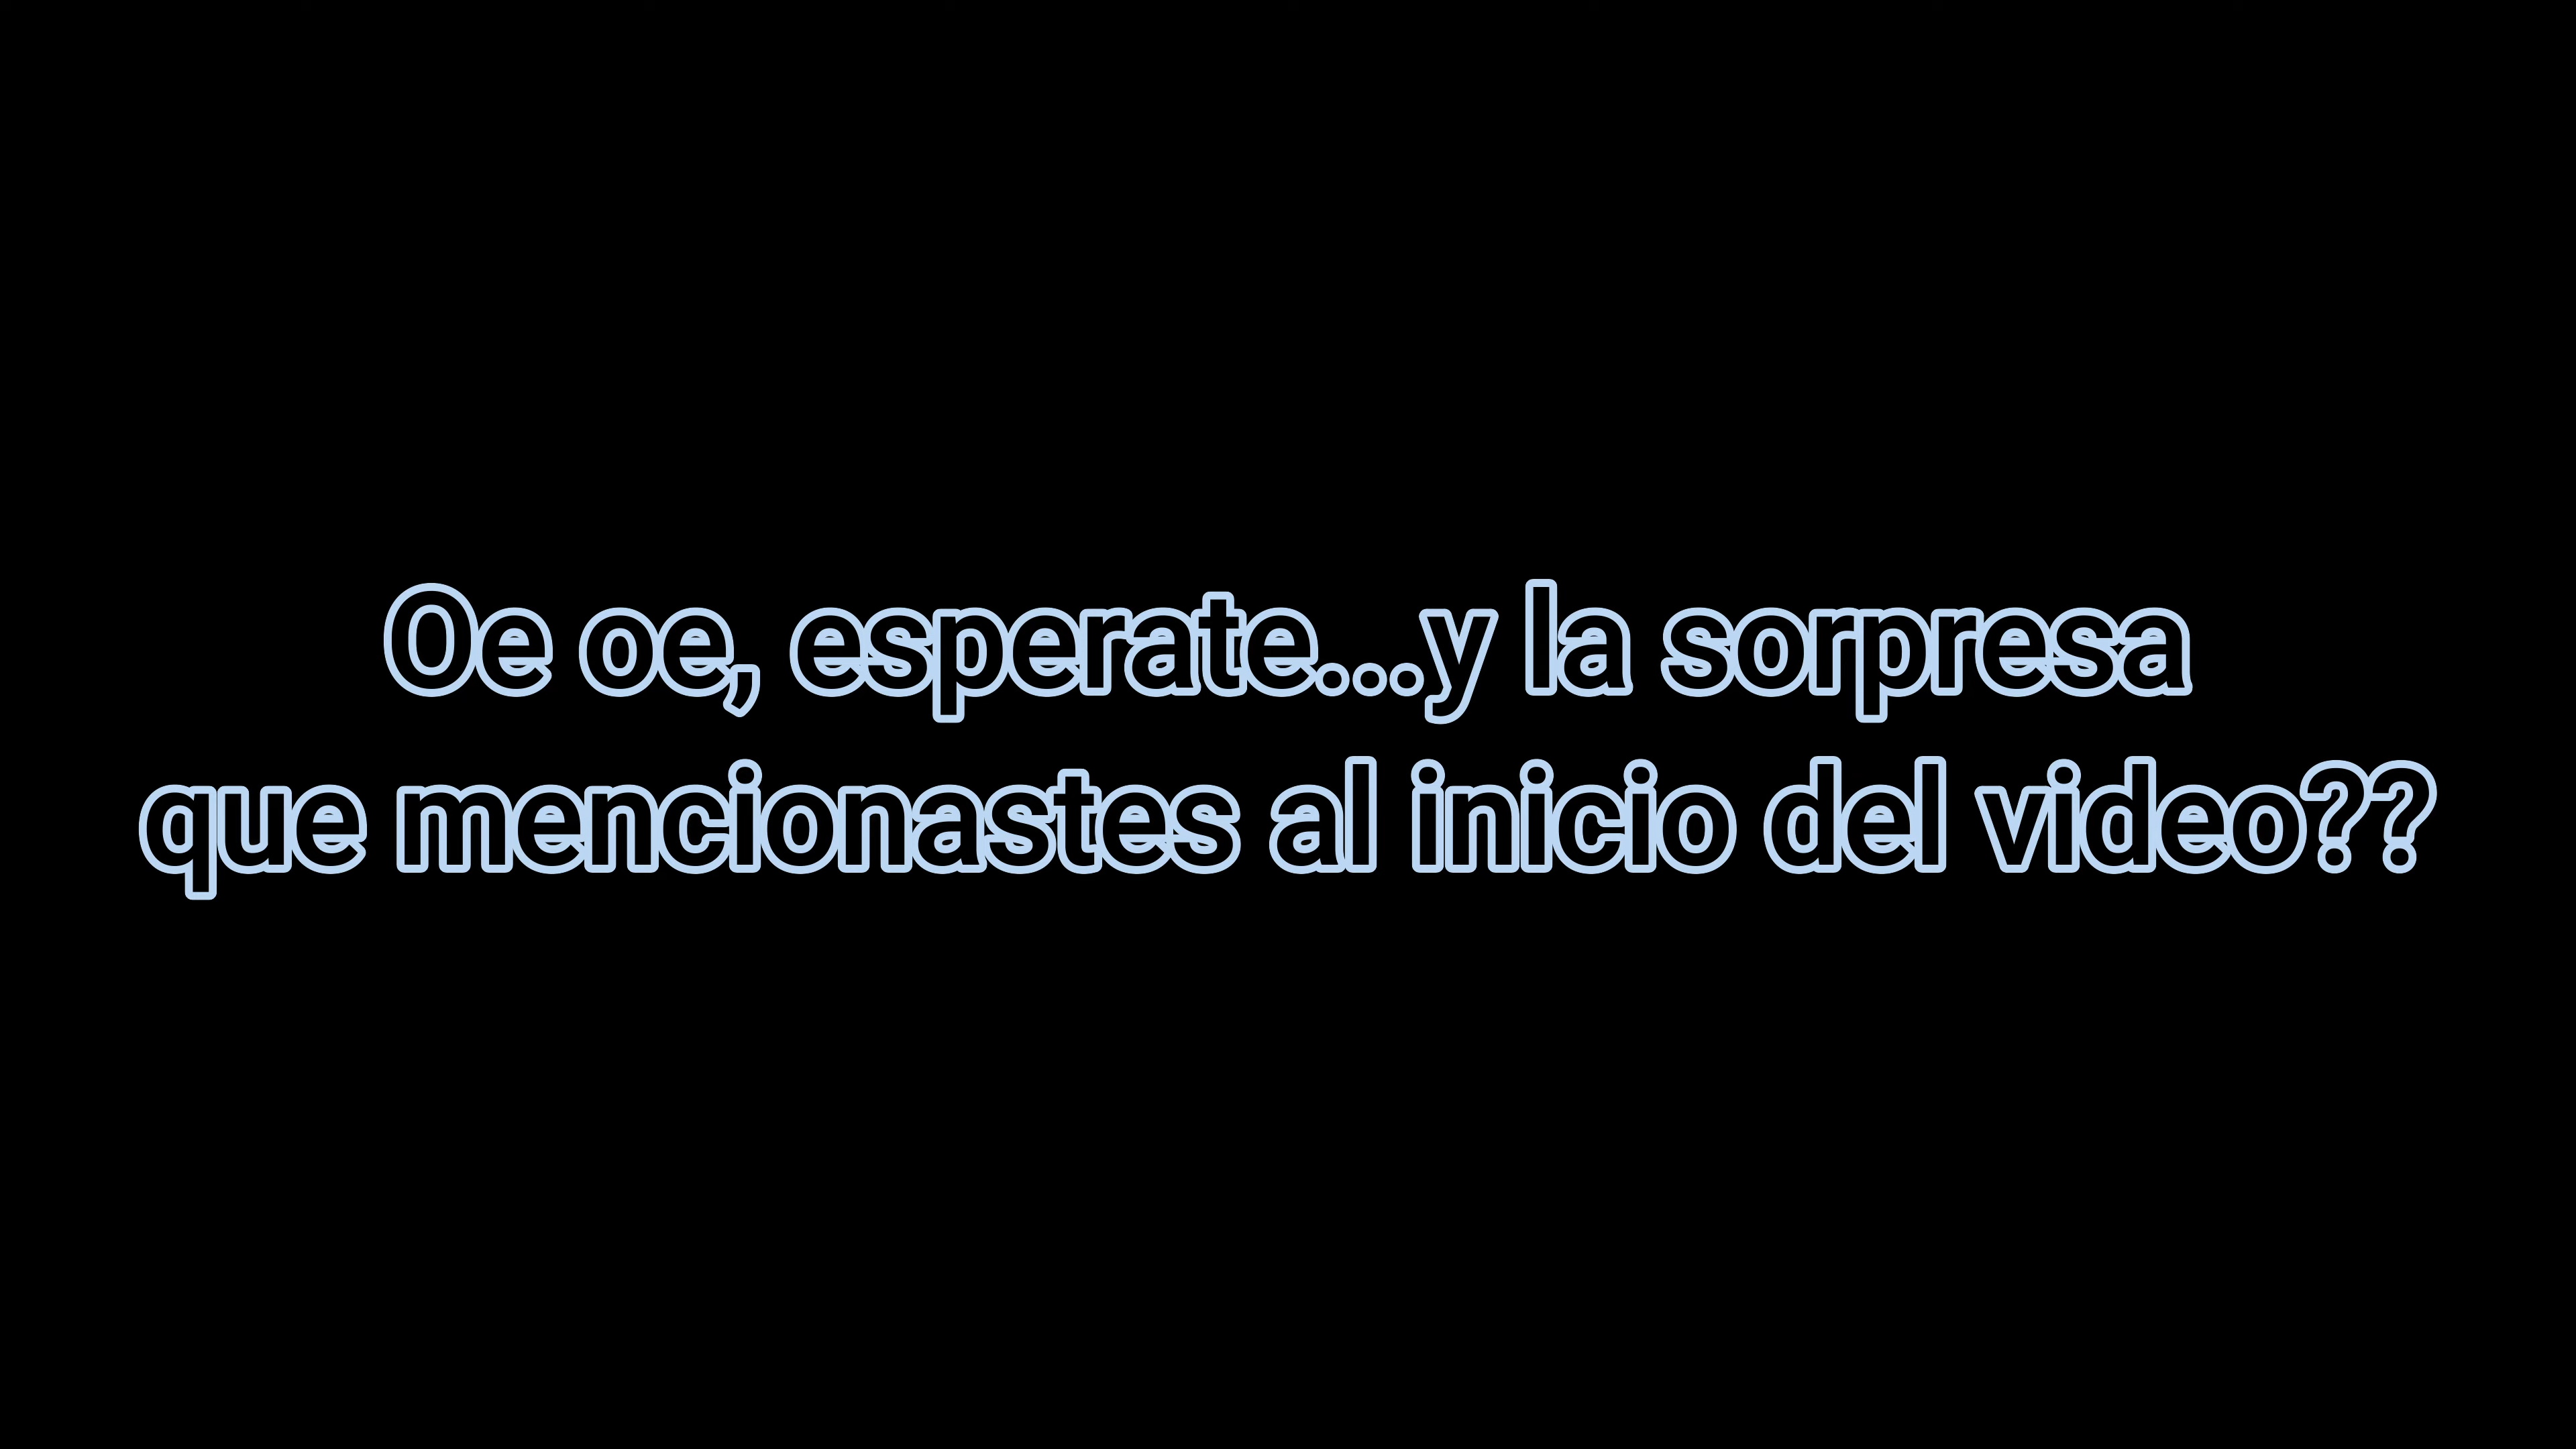 Oe oe, esperate...y la sorpresa
que mencionastes al inicio del video??